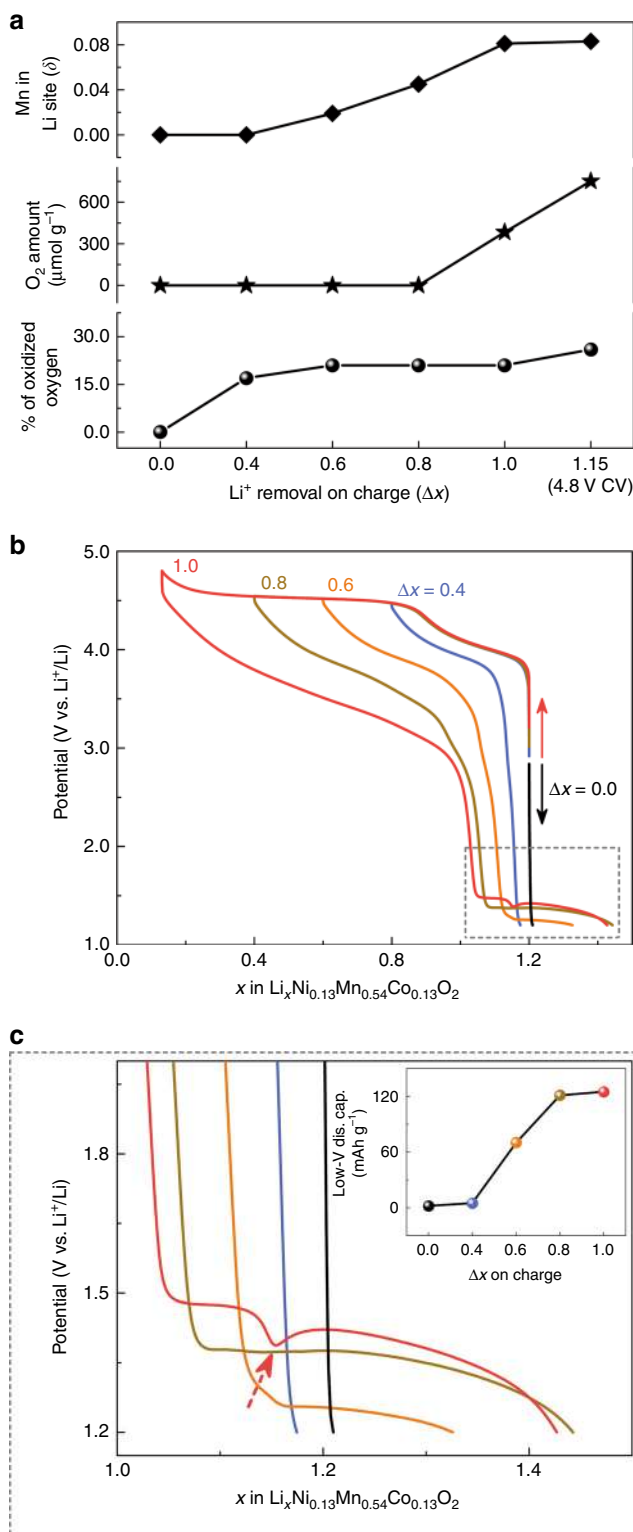 a
Mn in
Li site (δ)
0.08
0.04
0.00
O2 amount
(μmol g−1)
600
300
0
% of oxidized
oxygen
30.0
15.0
0.0
0.0 0.4 0.6 0.8 1.0 1.15
Li+ removal on charge (Δx) (4.8 V CV)
b
Potential (V vs. Li+/Li)
5.0
4.0
3.0
2.0
1.0
1.0 0.8 0.6 Δx = 0.4
Δx = 0.0
0.0 0.4 0.8 1.2
x in LixNi0.13Mn0.54Co0.13O2
c
Potential (V vs. Li+/Li)
1.8
1.5
1.2
Low-V dis. cap.
(mAh g−1)
120
60
0
0.0 0.4 0.6 0.8 1.0
Δx on charge
1.0 1.2 1.4
x in LixNi0.13Mn0.54Co0.13O2